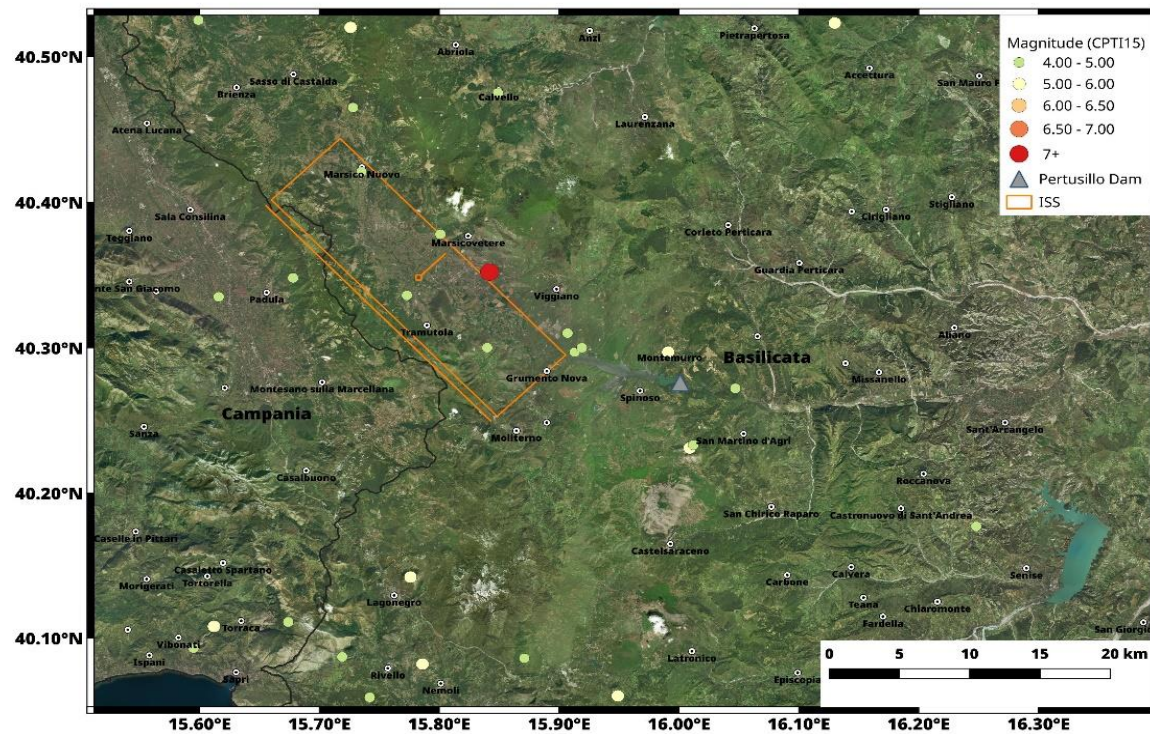 40.50°N
40.40°N
40.30°N
40.20°N
40.10°N
15.60°E
15.70°E
15.80°E
15.90°E
16.00°E
16.10°E
16.20°E
16.30°E
Magnitude (CPTI15)
4.00 - 5.00
5.00 - 6.00
6.00 - 6.50
6.50 - 7.00
7+
Pertusillo Dam
ISS
Abriola
Anzi
Pietrapertosa
Sasso di Castalda
Brienza
Calvello
Accettura
San Mauro F
Atena Lucana
Laurenzana
Marsico Nuovo
Sala Consilina
Teggiano
Marsicovetere
Corleto Perticara
Cirigliano
Stigliano
Guardia Perticara
nte San Giacomo
Padula
Viggiano
Tramutola
Aliano
Montemurro
Basilicata
Missanello
Grumento Nova
Spinoso
Montesano sulla Marcellana
Campania
Sanza
Moliterno
San Martino d'Agri
Sant'Arcangelo
Casalbuono
Roccanova
San Chirico Raparo
Castronuovo di Sant'Andrea
Caselle in Pittari
Castelsaraceno
Casaletto Spartano
Tortorella
Morigerati
Lagonegro
Carbone
Calvera
Senise
Teana
Chiaromonte
Fardella
San Giorgio
Torraca
Vibonati
Ispani
Sapri
Rivello
Nemoli
Latronico
Episcopia
0 5 10 15 20 km